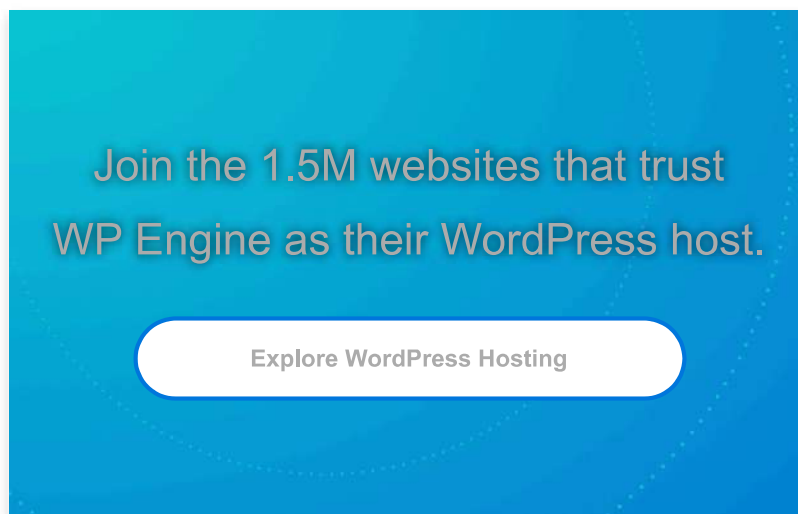 Join the 1.5M websites that trust
WP Engine as their WordPress host.
Explore WordPress Hosting